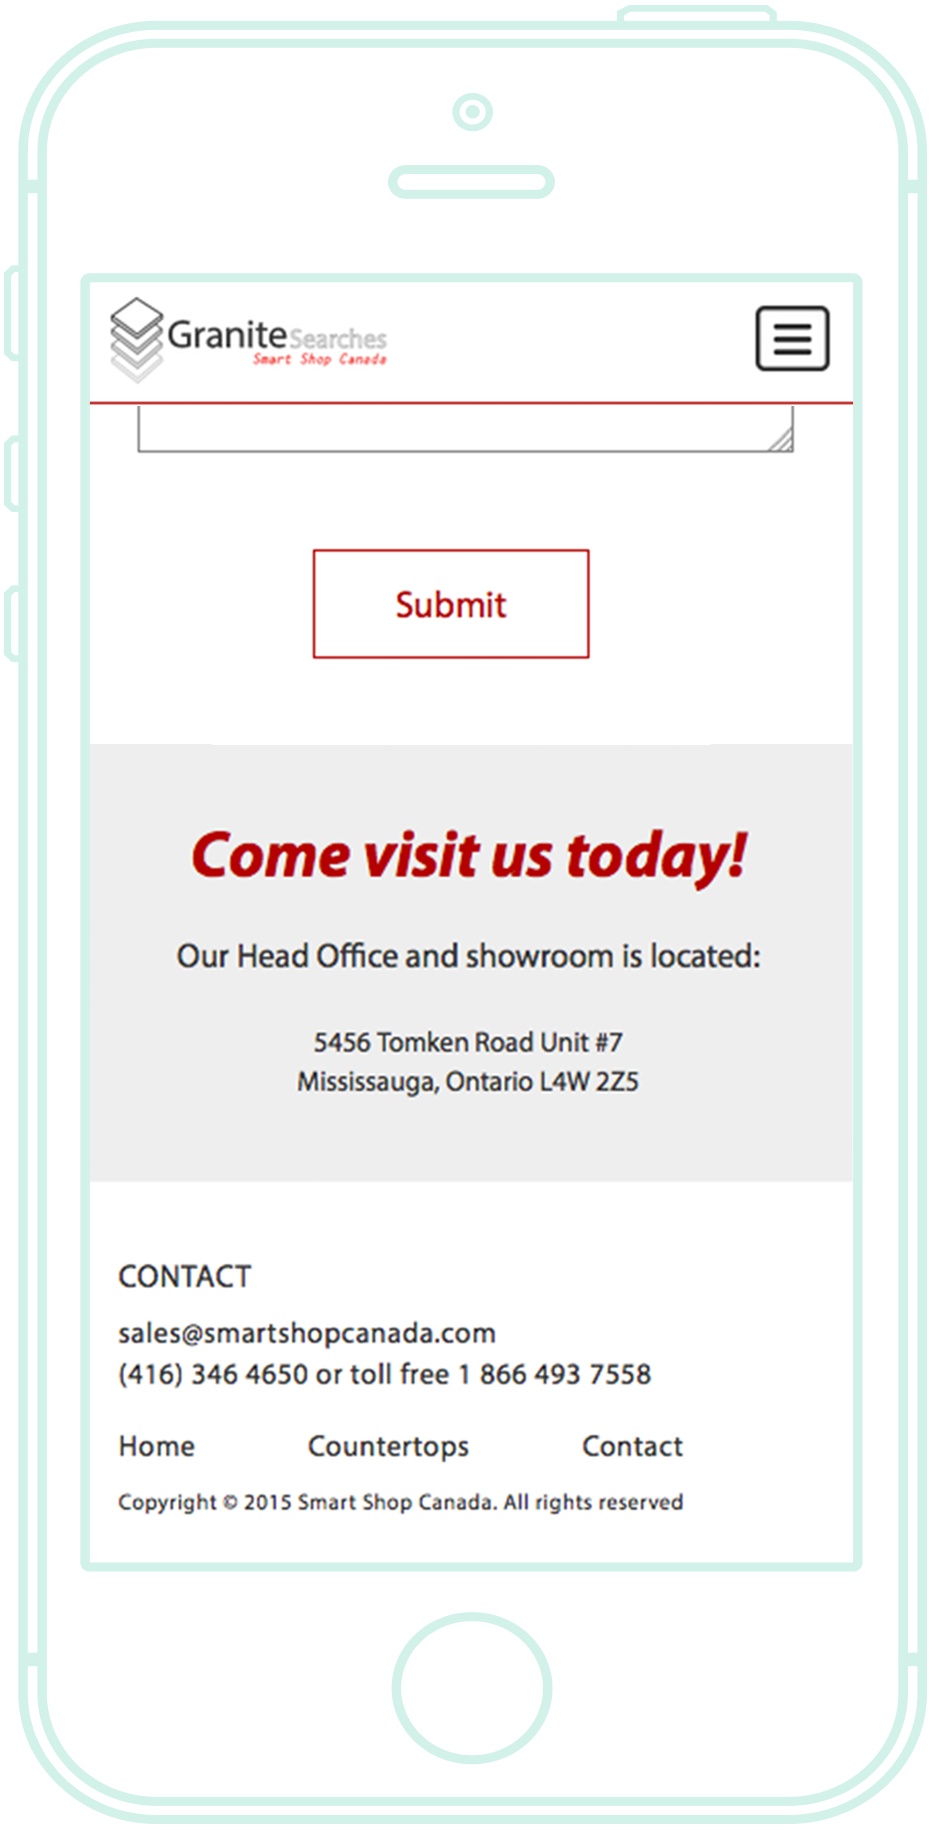 GraniteSearches
Smart Shop Canada
Submit
Come visit us today!
Our Head Office and showroom is located:
5456 Tomken Road Unit #7
Mississauga, Ontario L4W 2Z5
CONTACT
sales@smartshopcanada.com
(416) 346 4650 or toll free 1 866 493 7558
Home Countertops Contact
Copyright © 2015 Smart Shop Canada. All rights reserved